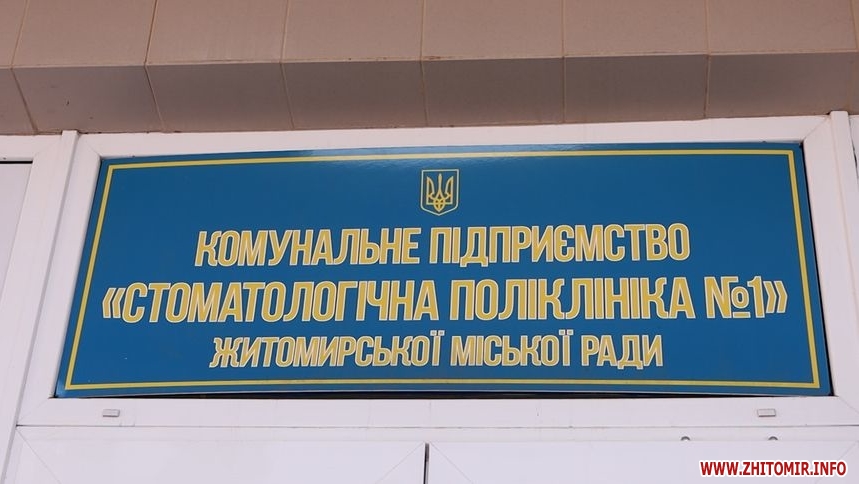 КОМУНАЛЬНЕ ПІДПРИЄМСТВО
«СТОМАТОЛОГІЧНА ПОЛІКЛІНІКА №1»
ЖИТОМИРСЬКОЇ МІСЬКОЇ РАДИ
WWW.ZHITOMIR.INFO